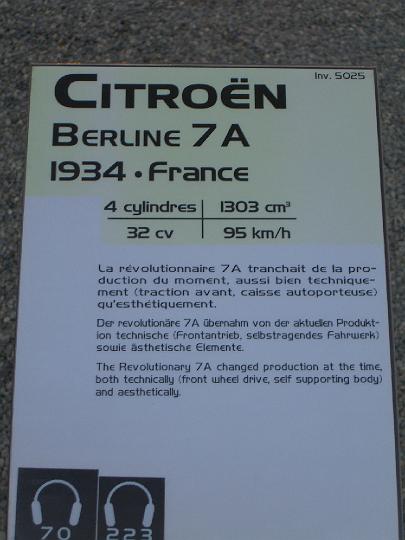 Inv. 5025
CITROËN
BERLINE 7A
1934 • France
4 cylindres 1303 cm³
32 cv 95 km/h
La révolutionnaire 7A tranchait de la pro-
duction du moment, aussi bien technique-
ment (traction avant, caisse autoporteuse)
qu'esthétiquement.
Der revolutionäre 7A übernahm von der aktuellen Produkt-
ion technische (Frontantrieb, selbstragendes Fahrwerk)
sowie ästhetische Elemente.
The Revolutionary 7A changed production at the time,
both technically (front wheel drive, self supporting body)
and aesthetically.
70 223